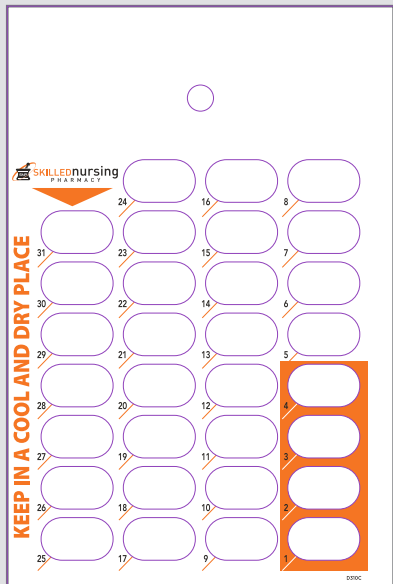 SKILLEDnursing
PHARMACY
24 16 8
31 23 15 7
30 22 14 6
29 21 13 5
28 20 12 4
27 19 11 3
26 18 10 2
25 17 9 1
KEEP IN A COOL AND DRY PLACE
D310C